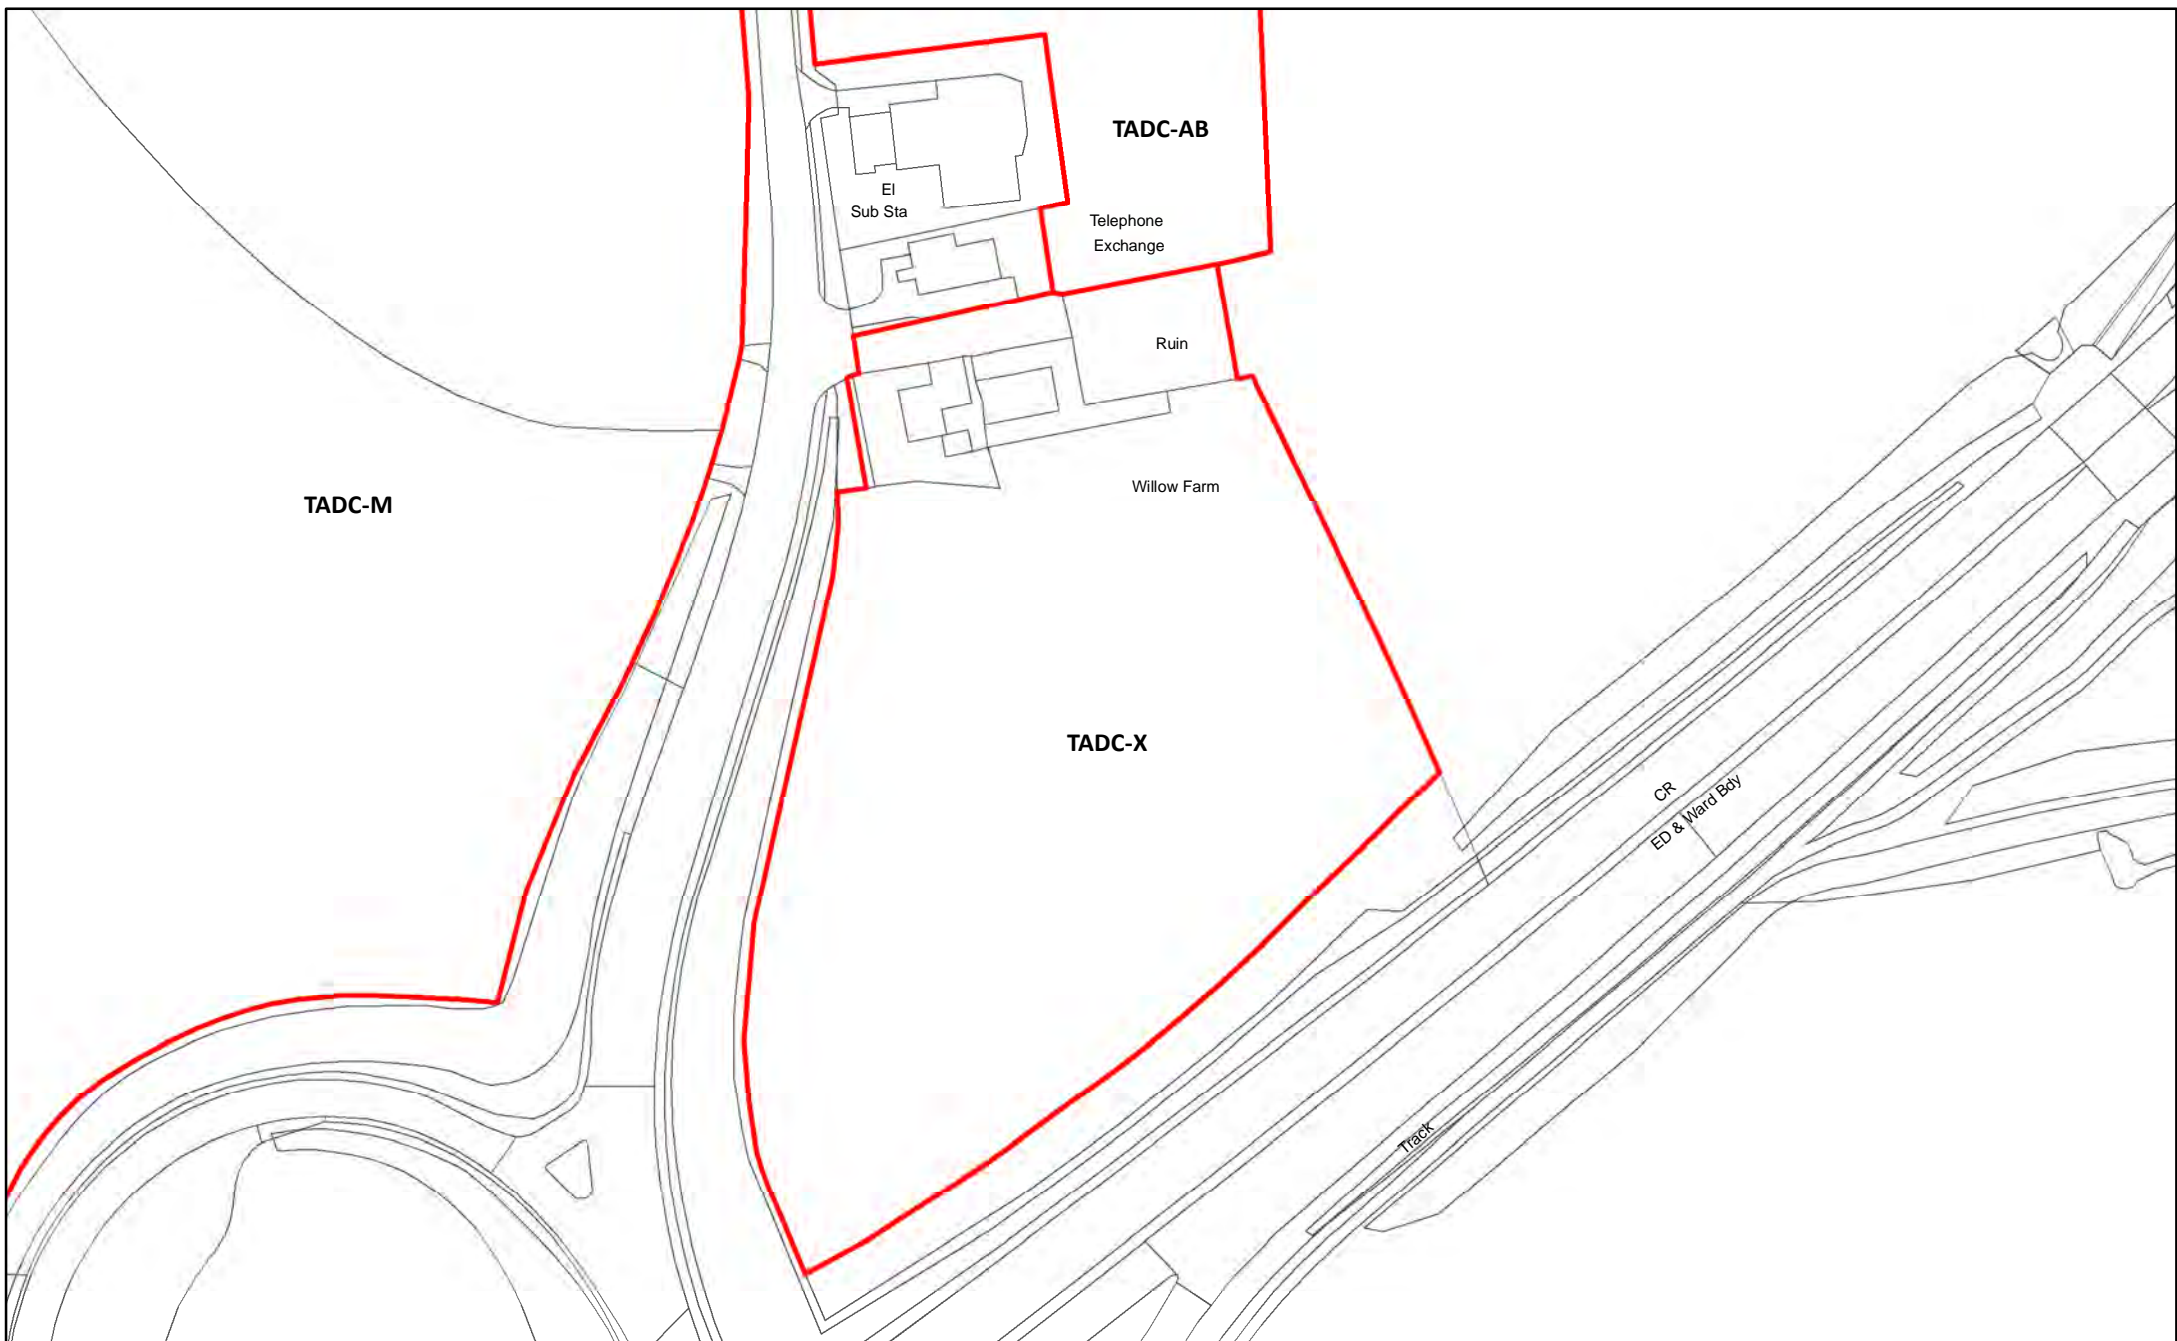 TADC-AB
El
Sub Sta
Telephone
Exchange
Ruin
Willow Farm
TADC-M
TADC-X
CR
ED & Ward Bdy
Track